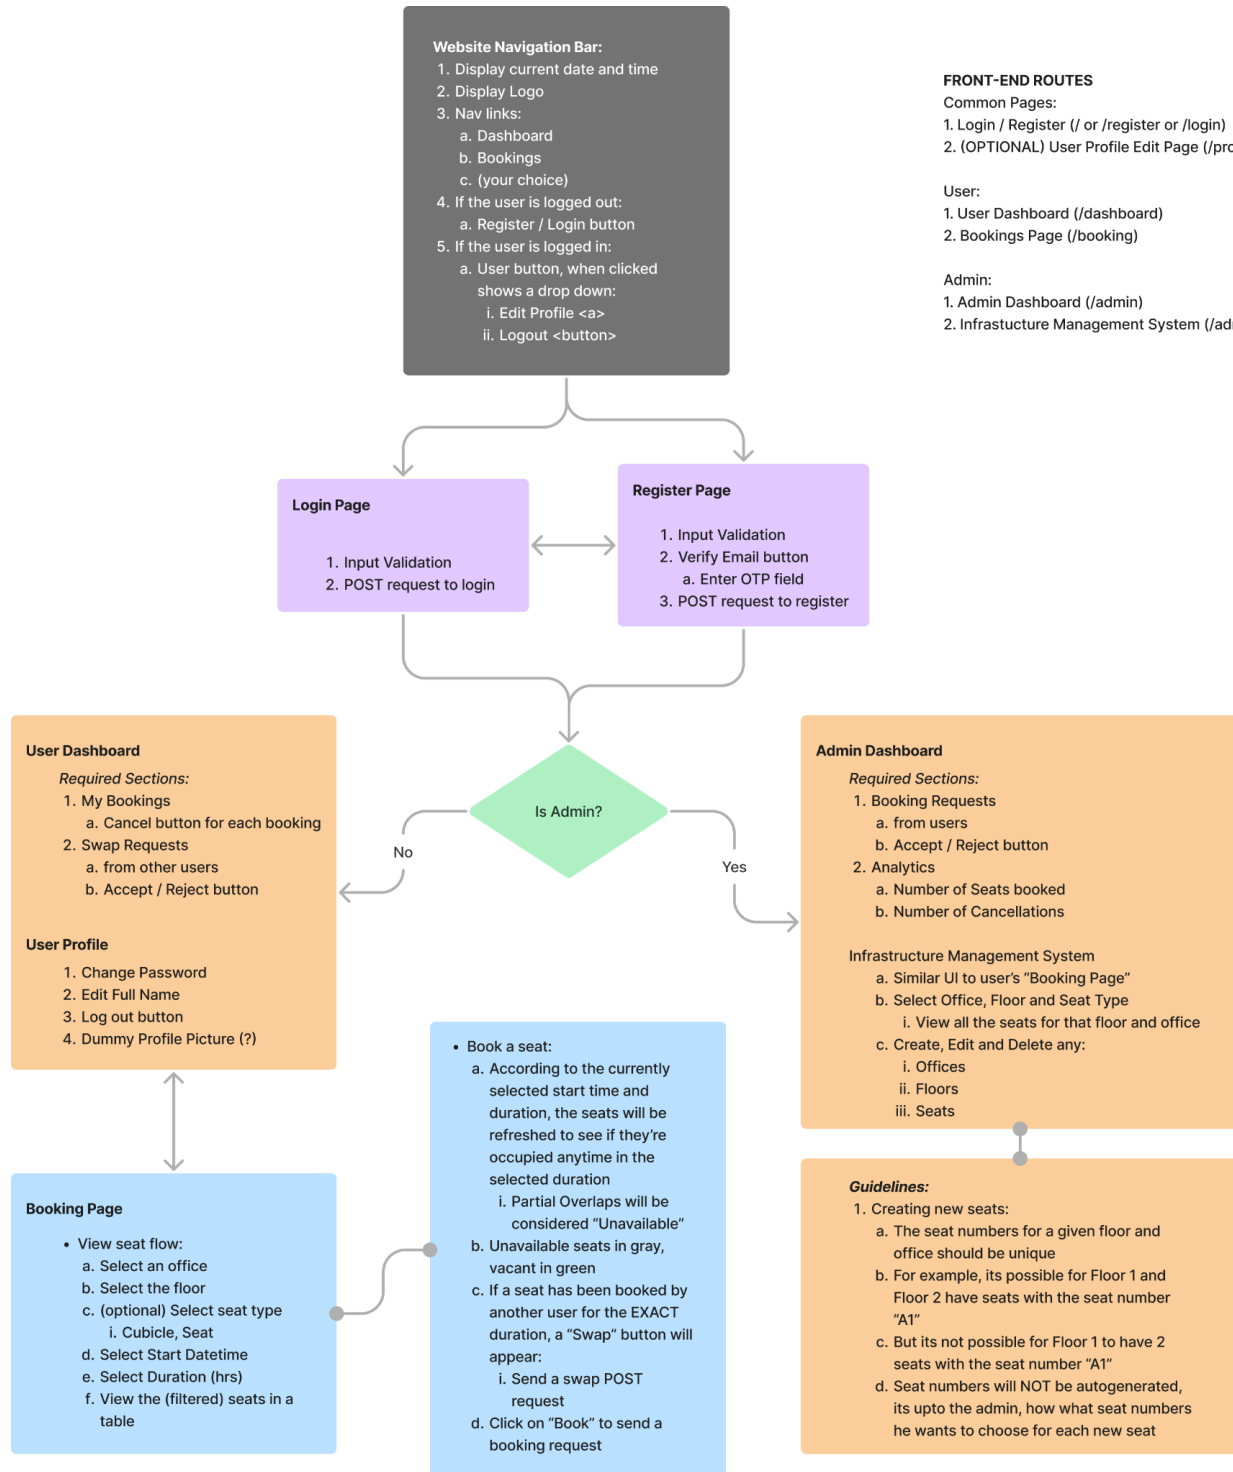 Website Navigation Bar:
1. Display current date and time
2. Display Logo
3. Nav links:
a. Dashboard
b. Bookings
c. (your choice)
4. If the user is logged out:
a. Register / Login button
5. If the user is logged in:
a. User button, when clicked
shows a drop down:
i. Edit Profile <a>
ii. Logout <button>
FRONT-END ROUTES
Common Pages:
1. Login / Register (/ or /register or /login)
2. (OPTIONAL) User Profile Edit Page
User:
1. User Dashboard (/dashboard)
2. Bookings Page (/booking)
Admin:
1. Admin Dashboard (/admin)
2. Infrastucture Management System
Login Page
1. Input Validation
2. POST request to login
Register Page
1. Input Validation
2. Verify Email button
a. Enter OTP field
3. POST request to register
Is Admin?
No
Yes
User Dashboard
Required Sections:
1. My Bookings
a. Cancel button for each booking
2. Swap Requests
a. from other users
b. Accept / Reject button
User Profile
1. Change Password
2. Edit Full Name
3. Log out button
4. Dummy Profile Picture (?)
Admin Dashboard
Required Sections:
1. Booking Requests
a. from users
b. Accept / Reject button
2. Analytics
a. Number of Seats booked
b. Number of Cancellations
Infrastructure Management System
a. Similar UI to user’s “Booking Page”
b. Select Office, Floor and Seat Type
i. View all the seats for that floor and office
c. Create, Edit and Delete any:
i. Offices
ii. Floors
iii. Seats
Booking Page
• View seat flow:
a. Select an office
b. Select the floor
c. (optional) Select seat type
i. Cubicle, Seat
d. Select Start Datetime
e. Select Duration (hrs)
f. View the (filtered) seats in a
table
• Book a seat:
a. According to the currently
selected start time and
duration, the seats will be
refreshed to see if they’re
occupied anytime in the
selected duration
i. Partial Overlaps will be
considered “Unavailable”
b. Unavailable seats in gray,
vacant in green
c. If a seat has been booked by
another user for the EXACT
duration, a “Swap” button will
appear:
i. Send a swap POST
request
d. Click on “Book” to send a
booking request
Guidelines:
1. Creating new seats:
a. The seat numbers for a given floor and
office should be unique
b. For example, its possible for Floor 1 and
Floor 2 have seats with the seat number
“A1”
c. But its not possible for Floor 1 to have 2
seats with the seat number “A1”
d. Seat numbers will NOT be autogenerated,
its upto the admin, how what seat numbers
he wants to choose for each new seat